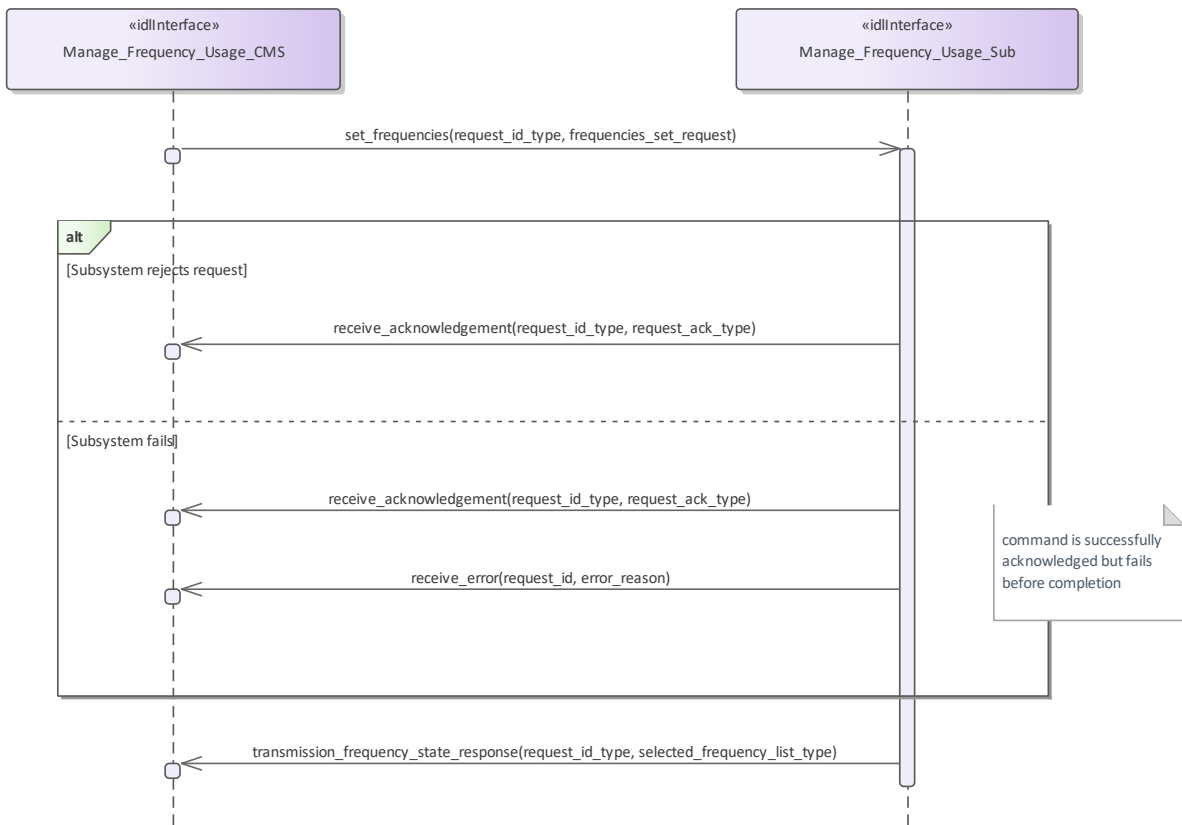 «idlInterface»
Manage_Frequency_Usage_CMS
«idlInterface»
Manage_Frequency_Usage_Sub
set_frequencies(request_id_type, frequencies_set_request)
alt
[Subsystem rejects request]
receive_acknowledgement(request_id_type, request_ack_type)
[Subsystem fails]
receive_acknowledgement(request_id_type, request_ack_type)
command is successfully
acknowledged but fails
before completion
receive_error(request_id, error_reason)
transmission_frequency_state_response(request_id_type, selected_frequency_list_type)